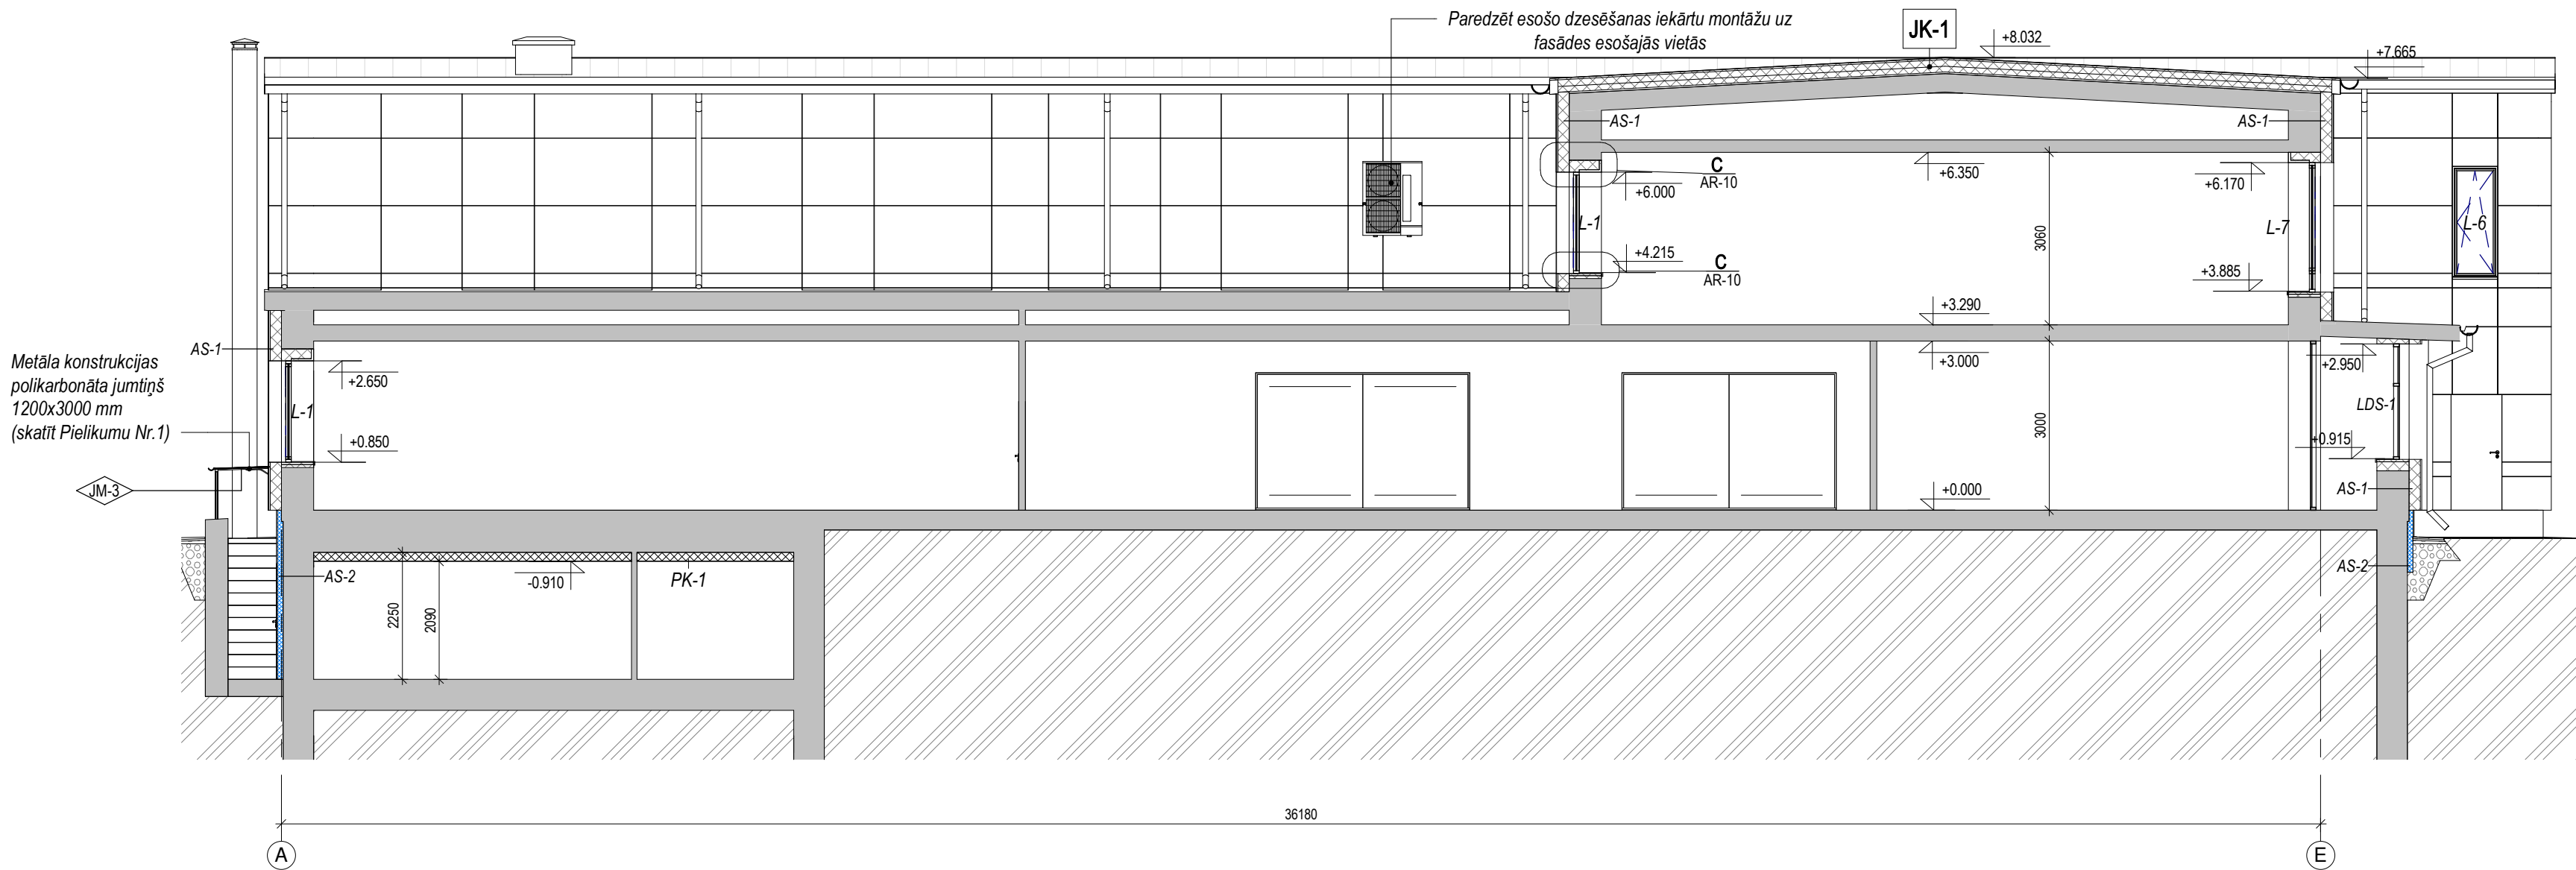 Paredzēt esošo dzesēšanas iekārtu montāžu uz
fasādes esošajās vietās
JK-1
+8.032
+7.665
AS-1
AS-1
C
AR-10
+6.000
+6.350
+6.170
L-1
L-7
L-6
3060
+4.215
C
AR-10
+3.885
+3.290
AS-1
Metāla konstrukcijas
polikarbonāta jumtiņš
1200x3000 mm
(skatīt Pielikumu Nr.1)
+2.650
+3.000
+2.950
L-1
LDS-1
3000
+0.850
+0.915
JM-3
+0.000
AS-1
AS-2
-0.910
PK-1
AS-2
2250
2090
36180
A
E